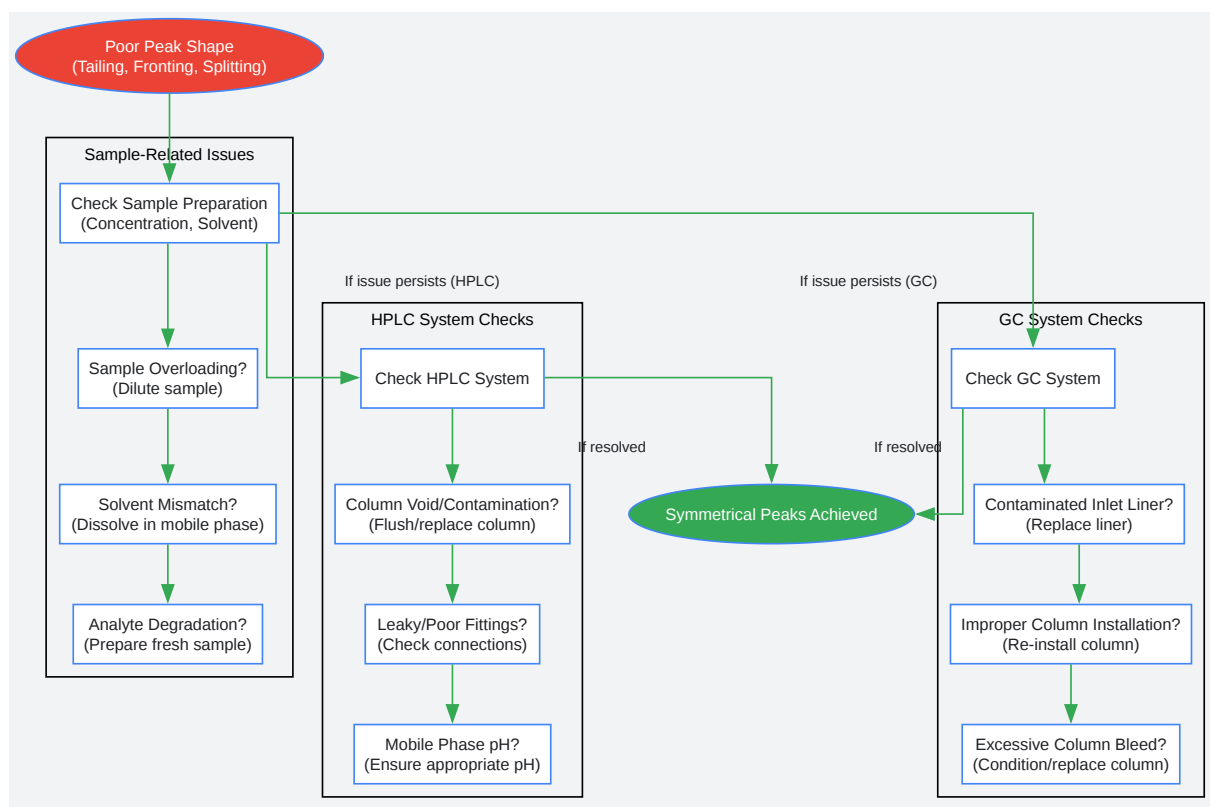 Poor Peak Shape
(Tailing, Fronting, Splitting)
Sample-Related Issues
Check Sample Preparation
(Concentration, Solvent)
Sample Overloading?
(Dilute sample)
Solvent Mismatch?
(Dissolve in mobile phase)
Analyte Degradation?
(Prepare fresh sample)
If issue persists (HPLC)
HPLC System Checks
Check HPLC System
If resolved
Column Void/Contamination?
(Flush/replace column)
Leaky/Poor Fittings?
(Check connections)
Mobile Phase pH?
(Ensure appropriate pH)
Symmetrical Peaks Achieved
If issue persists (GC)
GC System Checks
Check GC System
If resolved
Contaminated Inlet Liner?
(Replace liner)
Improper Column Installation?
(Re-install column)
Excessive Column Bleed?
(Condition/replace column)